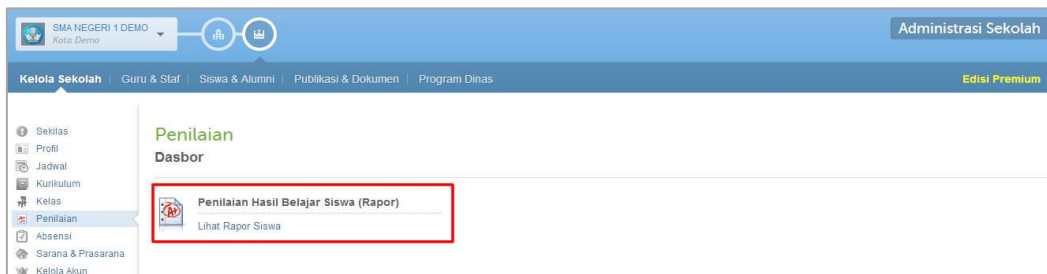 SMA NEGERI 1 DEMO
Kota Demo
Administrasi Sekolah
Kelola Sekolah | Guru & Staf | Siswa & Alumni | Publikasi & Dokumen | Program Dinas
Edisi Premium
Sekilas
Profil
Jadwal
Kurikulum
Kelas
Penilaian
Absensi
Sarana & Prasarana
Kelola Akun
Penilaian
Dasbor
A+
Penilaian Hasil Belajar Siswa (Rapor)
Lihat Rapor Siswa